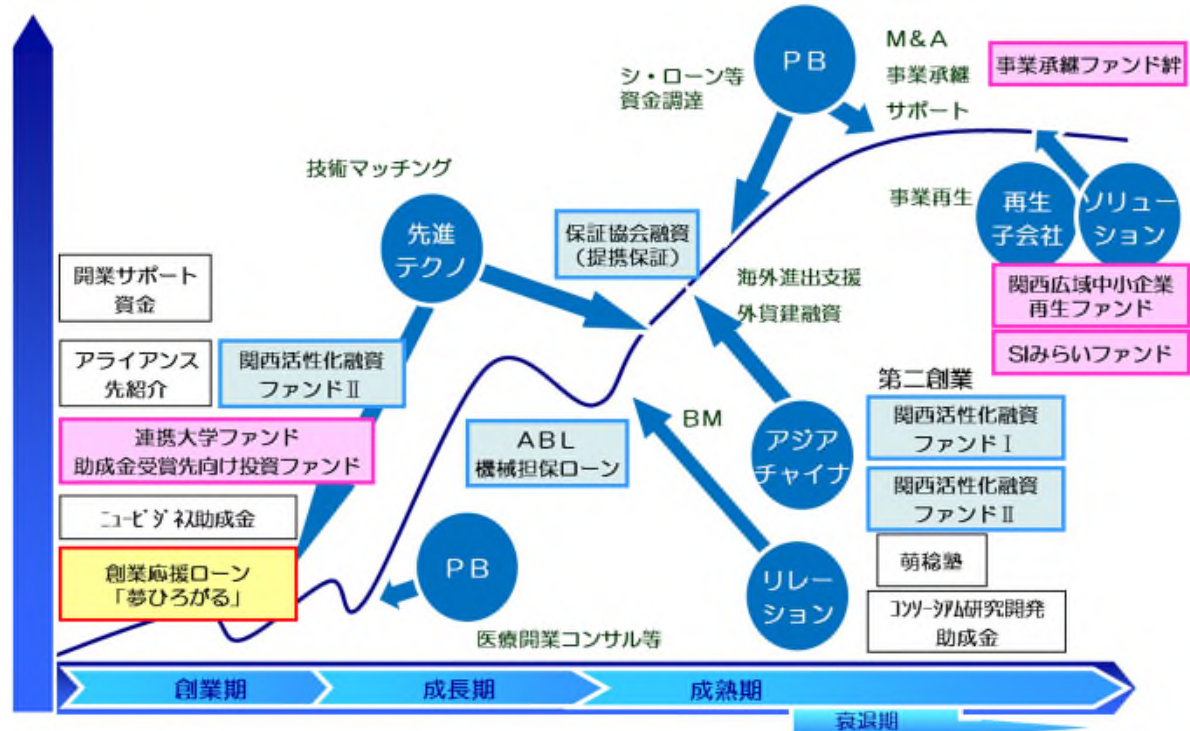 PB
M&A
事業承継
サポート
事業承継ファンド絆
シ・ローン等
資金調達
技術マッチング
先進
テクノ
保証協会融資
(提携保証)
事業再生
再生
子会社
ソリュー
ション
関西広域中小企業
再生ファンド
SIみらいファンド
海外進出支援
外貨建融資
開業サポート
資金
アライアンス
先紹介
関西活性化融資
ファンドⅡ
連携大学ファンド
助成金受賞先向け投資ファンド
ニュービジネス助成金
創業応援ローン
「夢ひろがる」
ABL
機械担保ローン
BM
アジア
チャイナ
第二創業
関西活性化融資
ファンドⅠ
関西活性化融資
ファンドⅡ
萌稔塾
コンソーシアム研究開発
助成金
PB
医療開業コンサル等
リレー
ション
創業期
成長期
成熟期
衰退期